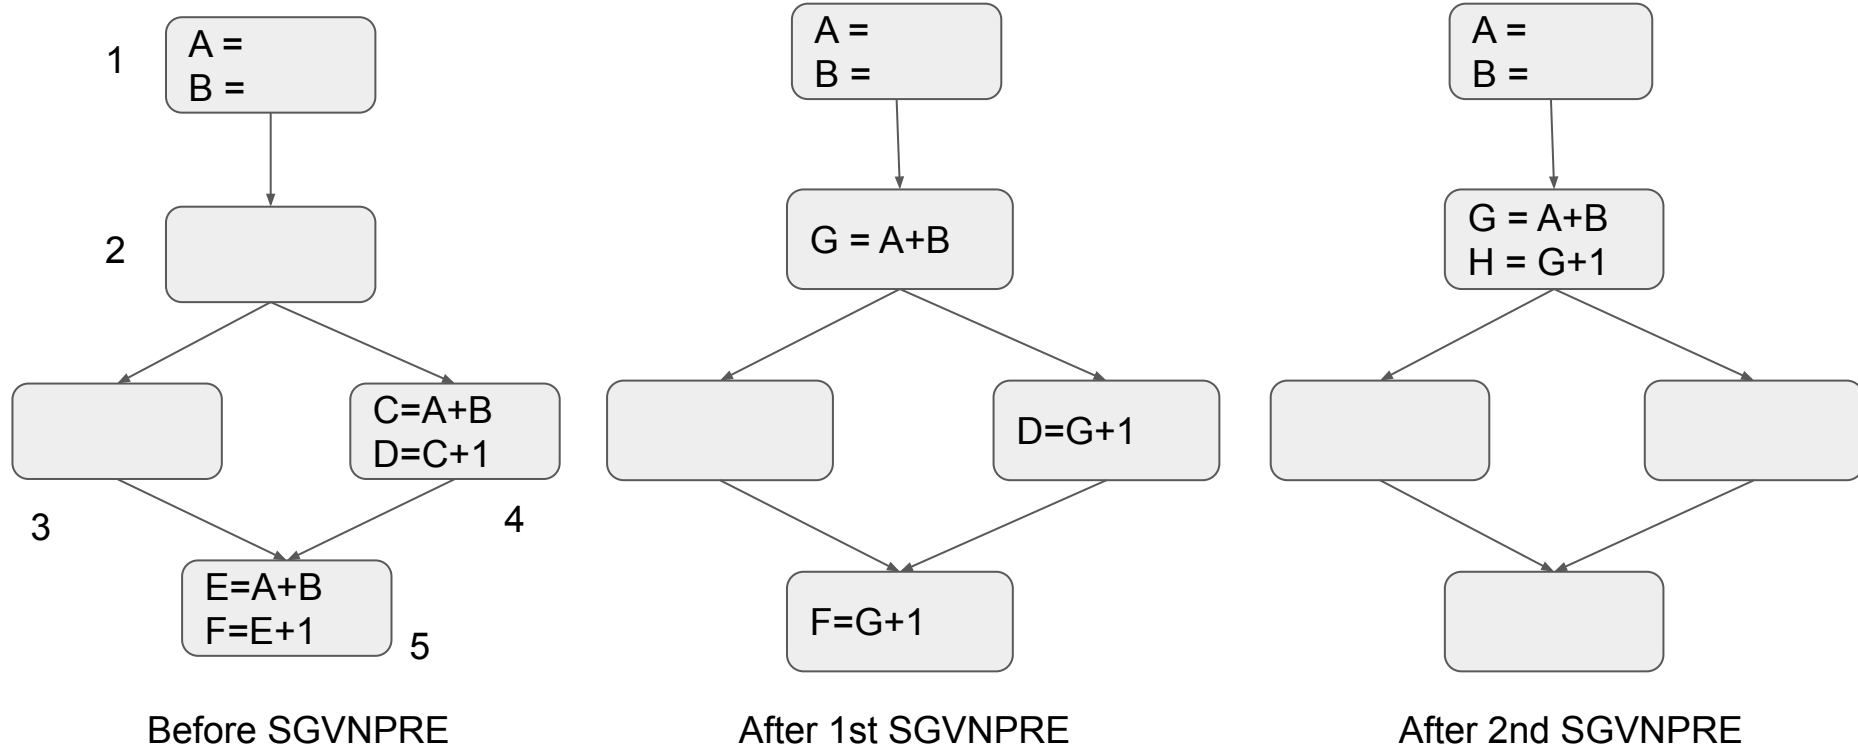 1
A =
B =
2
C=A+B
D=C+1
3
4
E=A+B
F=E+1
5
Before SGVNPRE
A =
B =
G = A+B
D=G+1
F=G+1
After 1st SGVNPRE
A =
B =
G = A+B
H = G+1
After 2nd SGVNPRE